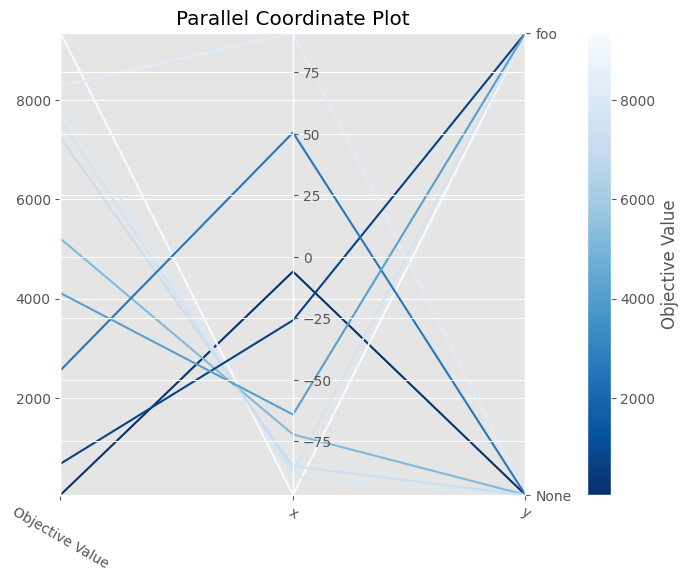 Parallel Coordinate Plot
foo
75
8000
8000
50
6000
6000
25
0
4000
4000
Objective Value
−25
−50
2000
2000
−75
None
Objective Value
x
y